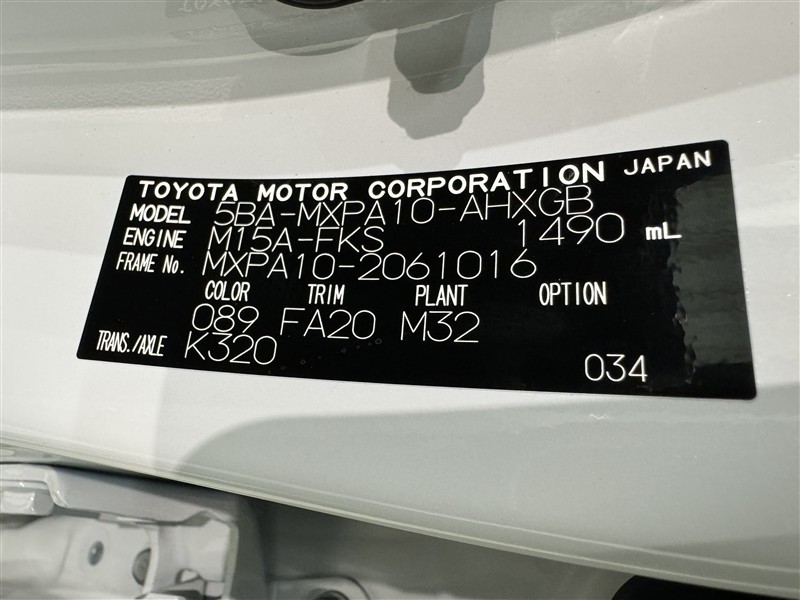 TOYOTA MOTOR CORPORATION JAPAN
MODEL 5BA-MXPA10-AHXGB
ENGINE M15A-FKS 1490 mL
FRAME No. MXPA10-2061016
COLOR TRIM PLANT OPTION
089 FA20 M32
TRANS./AXLE K320 034